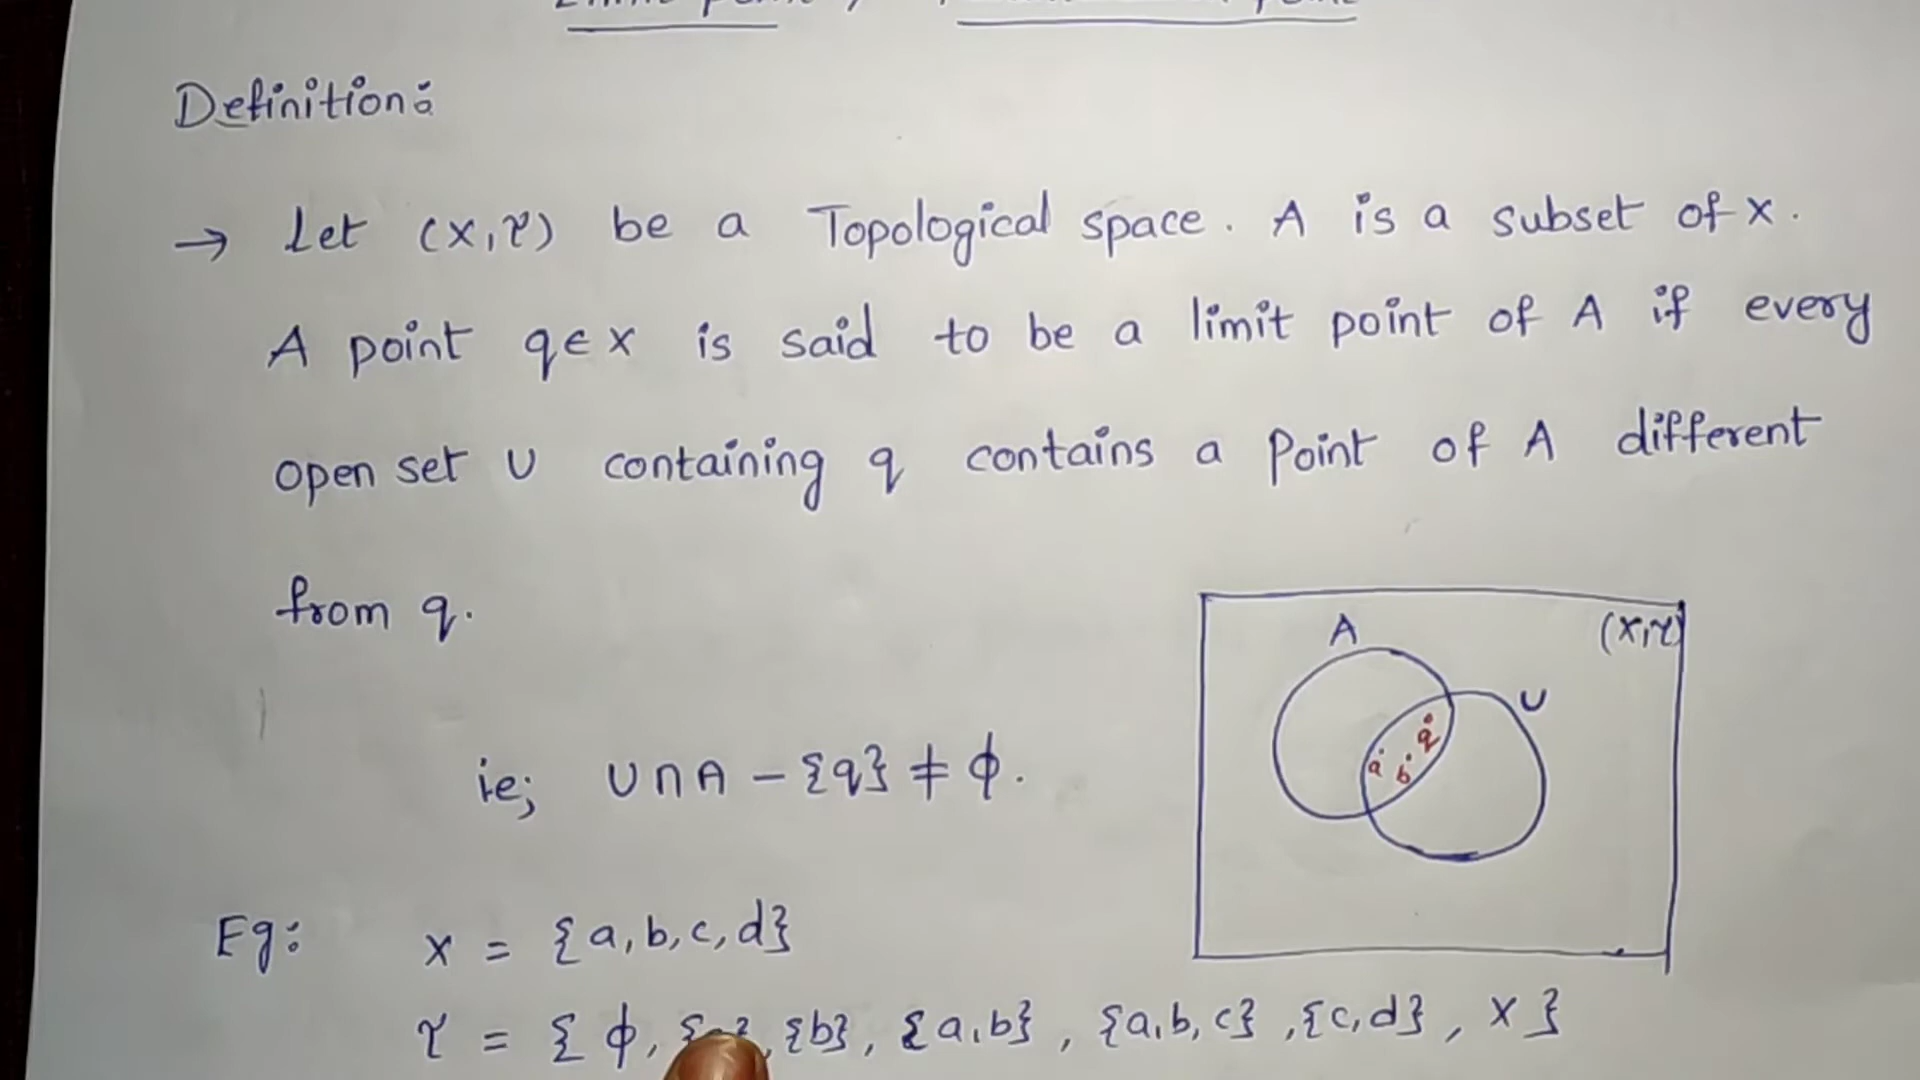 Definition:
→ Let (X,τ) be a Topological space. A is a subset of X.
A point q∈X is said to be a limit point of A if every
open set U containing q contains a Point of A different
from q.
A
(X,τ)
U
q
a b
ie; U∩A – {q} ≠ ϕ.
Eg: X = {a,b,c,d}
τ = { ϕ, {b}, {a,b}, {a,b,c}, {c,d}, X }